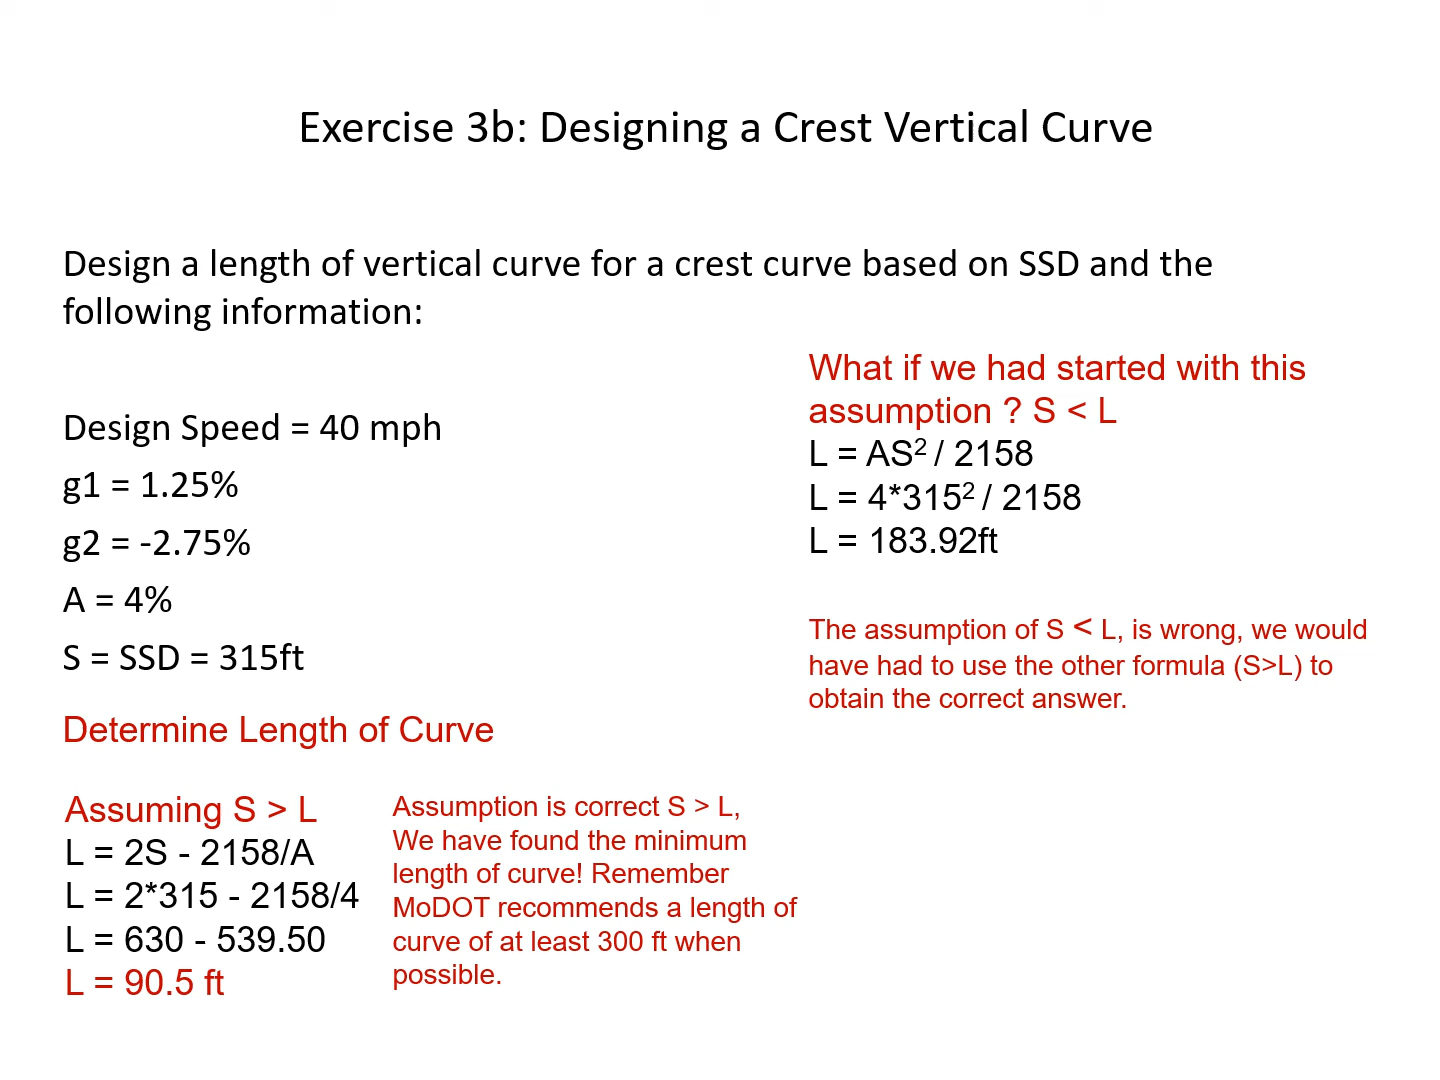 Exercise 3b: Designing a Crest Vertical Curve
Design a length of vertical curve for a crest curve based on SSD and the
following information:
Design Speed = 40 mph
g1 = 1.25%
g2 = -2.75%
A = 4%
S = SSD = 315ft
Determine Length of Curve
Assuming S > L
L = 2S - 2158/A
L = 2*315 - 2158/4
L = 630 - 539.50
L = 90.5 ft
Assumption is correct S > L,
We have found the minimum
length of curve! Remember
MoDOT recommends a length of
curve of at least 300 ft when
possible.
What if we had started with this
assumption ? S < L
L = AS² / 2158
L = 4*315² / 2158
L = 183.92ft
The assumption of S < L, is wrong, we would
have had to use the other formula (S>L) to
obtain the correct answer.